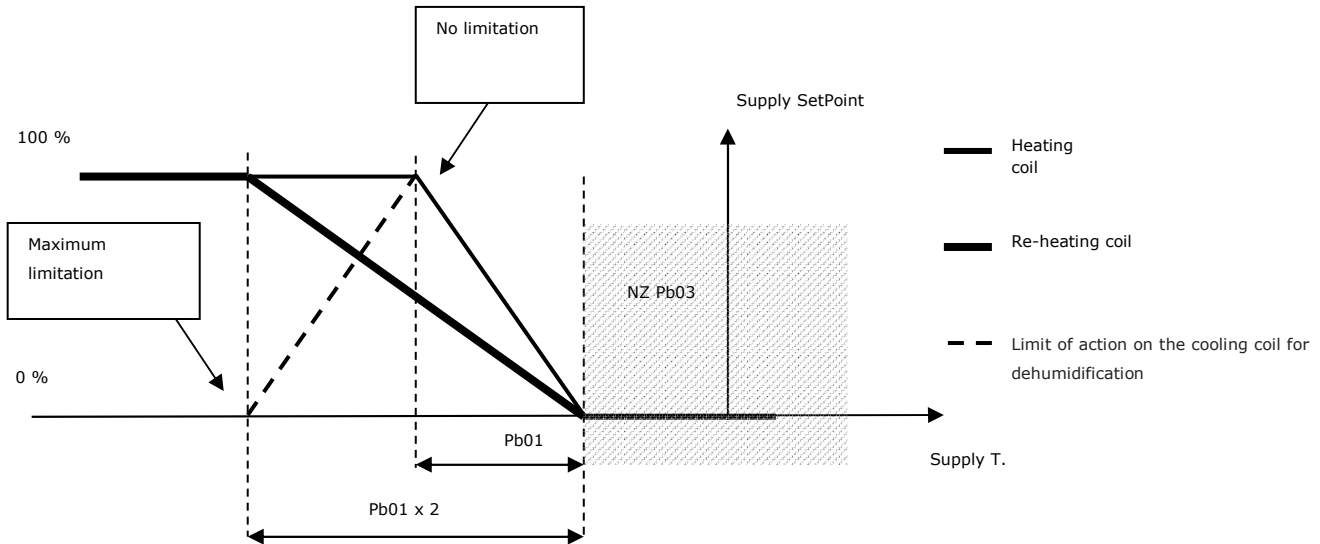 No limitation
Supply SetPoint
100 %
Heating
coil
Maximum
limitation
Re-heating coil
NZ Pb03
Limit of action on the cooling coil for
dehumidification
0 %
Pb01
Supply T.
Pb01 x 2